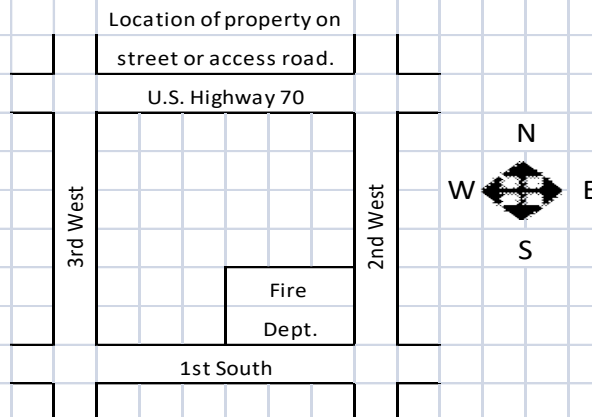 Location of property on
street or access road.
U.S. Highway 70
N
W
E
S
3rd West
2nd West
Fire
Dept.
1st South